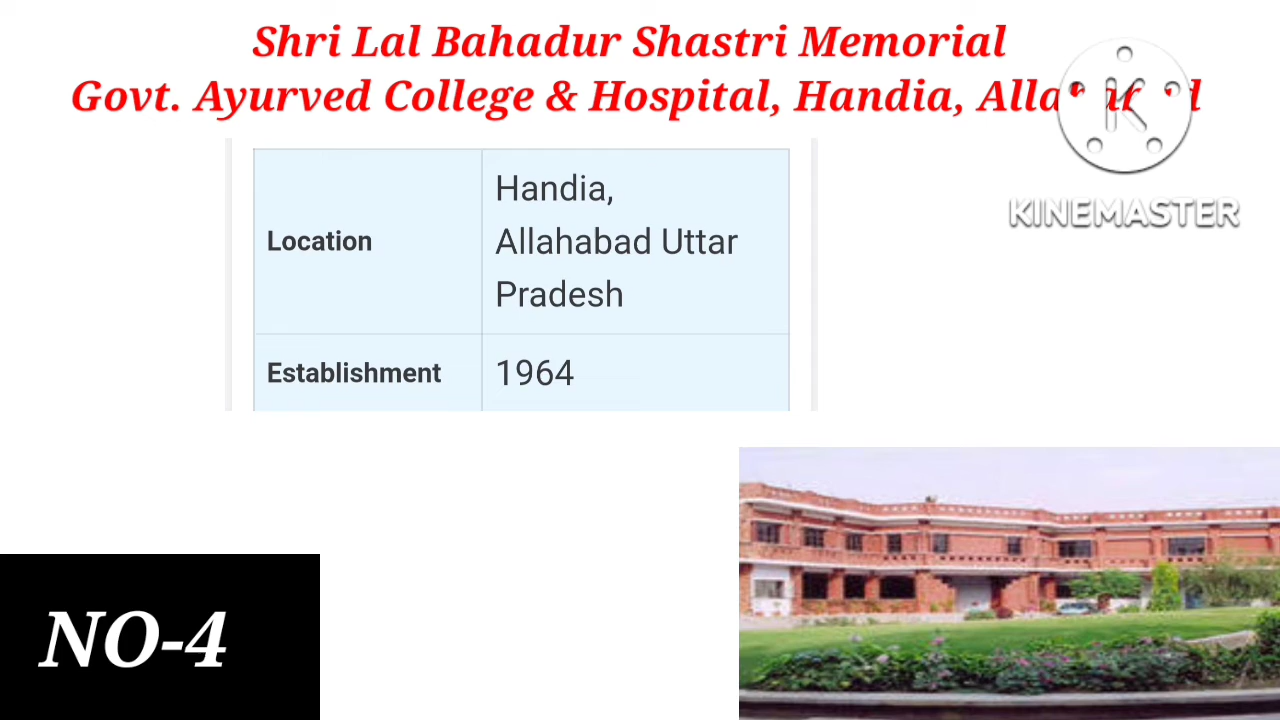 Shri Lal Bahadur Shastri Memorial
Govt. Ayurved College & Hospital, Handia,
K
KINEMASTER
Handia,
Location
Allahabad Uttar
Pradesh
Establishment 1964
NO-4